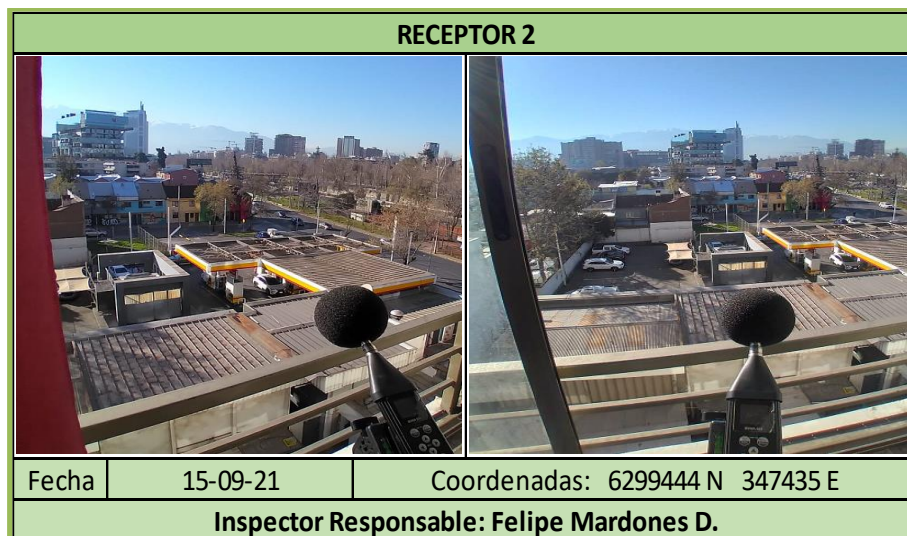 RECEPTOR 2
Fecha 15-09-21 Coordenadas: 6299444 N 347435 E
Inspector Responsable: Felipe Mardones D.